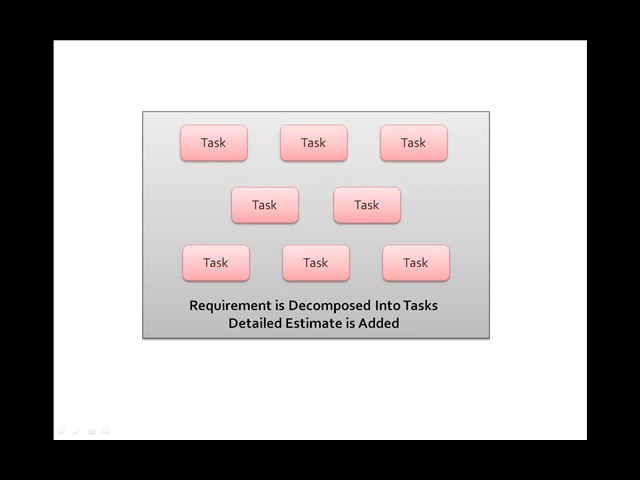 Task Task Task
Task Task
Task Task Task
Requirement is Decomposed Into Tasks
Detailed Estimate is Added